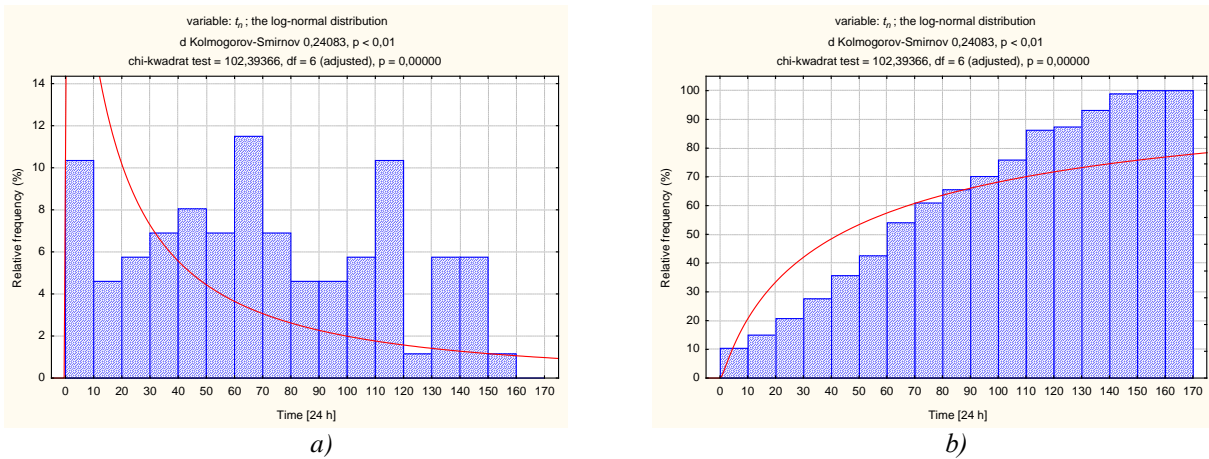 variable: tn ; the log-normal distribution
d Kolmogorov-Smirnov 0,24083, p < 0,01
chi-kwadrat test = 102,39366, df = 6 (adjusted), p = 0,00000
14
12
10
8
6
4
2
0
Relative frequency (%)
0 10 20 30 40 50 60 70 80 90 100 110 120 130 140 150 160 170
Time [24 h]
a)
variable: tn ; the log-normal distribution
d Kolmogorov-Smirnov 0,24083, p < 0,01
chi-kwadrat test = 102,39366, df = 6 (adjusted), p = 0,00000
100
90
80
70
60
50
40
30
20
10
0
Relative frequency (%)
0 10 20 30 40 50 60 70 80 90 100 110 120 130 140 150 160 170
Time [24 h]
b)